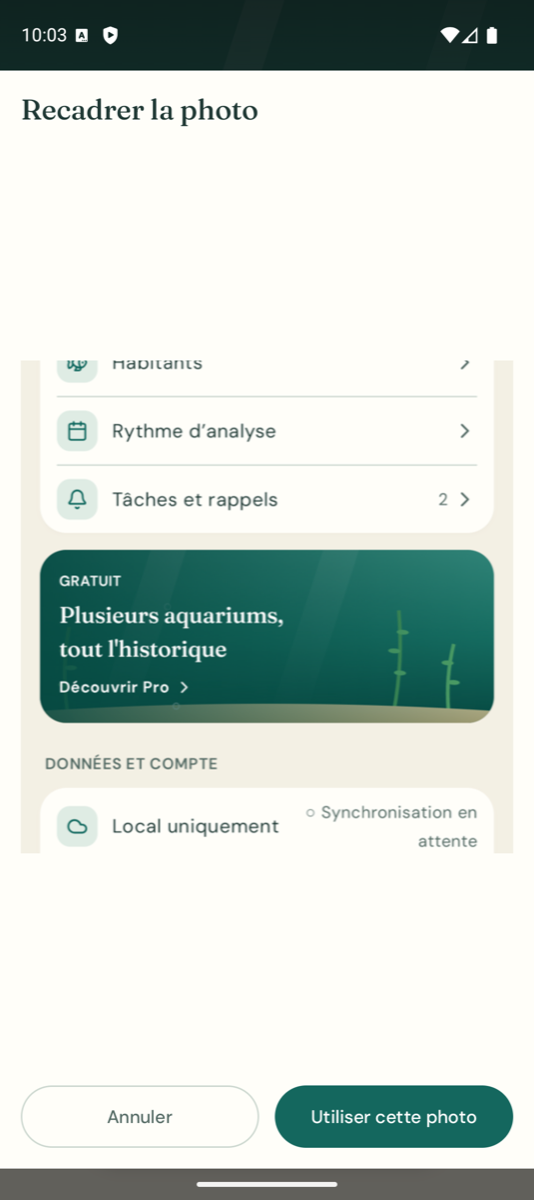 10:03
Recadrer la photo
Habitants
Rythme d’analyse
Tâches et rappels 2
GRATUIT
Plusieurs aquariums,
tout l'historique
Découvrir Pro
DONNÉES ET COMPTE
Local uniquement
Synchronisation en
attente
Annuler
Utiliser cette photo